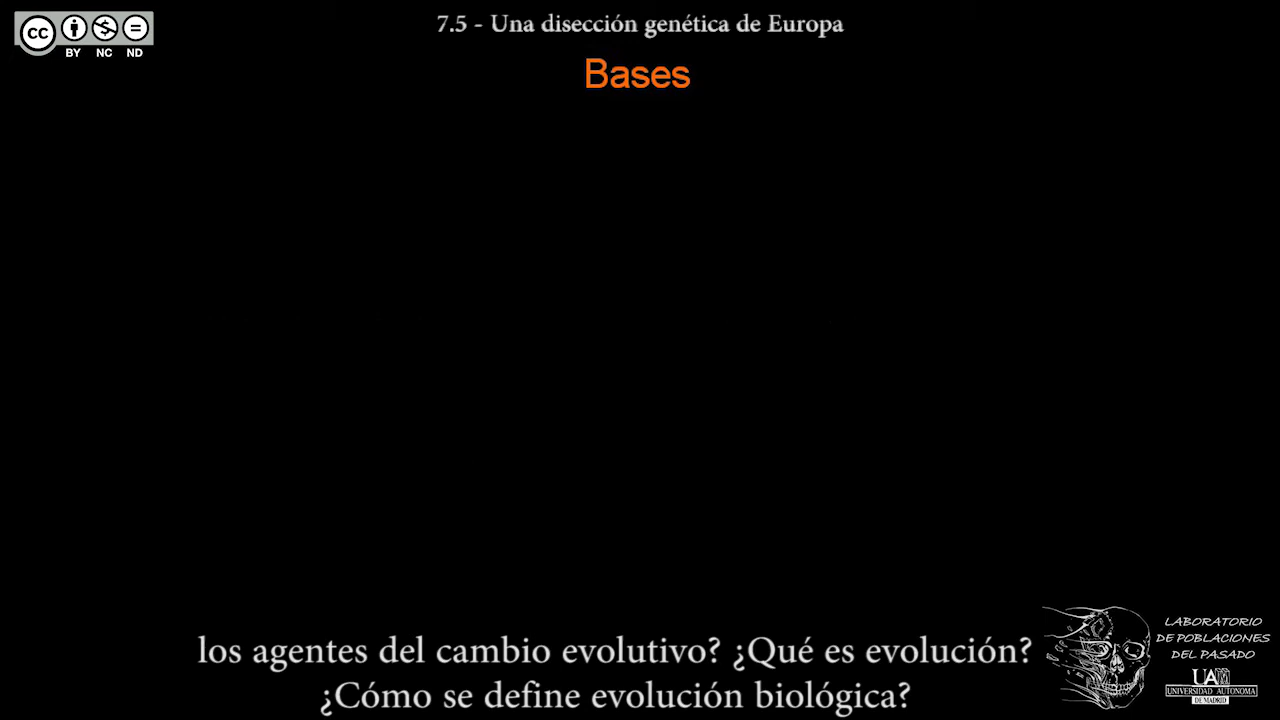 7.5 - Una disección genética de Europa
cc
BY NC ND
Bases
los agentes del cambio evolutivo? ¿Qué es evolución?
¿Cómo se define evolución biológica?
LABORATORIO
DE POBLACIONES
DEL PASADO
UAM
UNIVERSIDAD AUTONOMA
DE MADRID